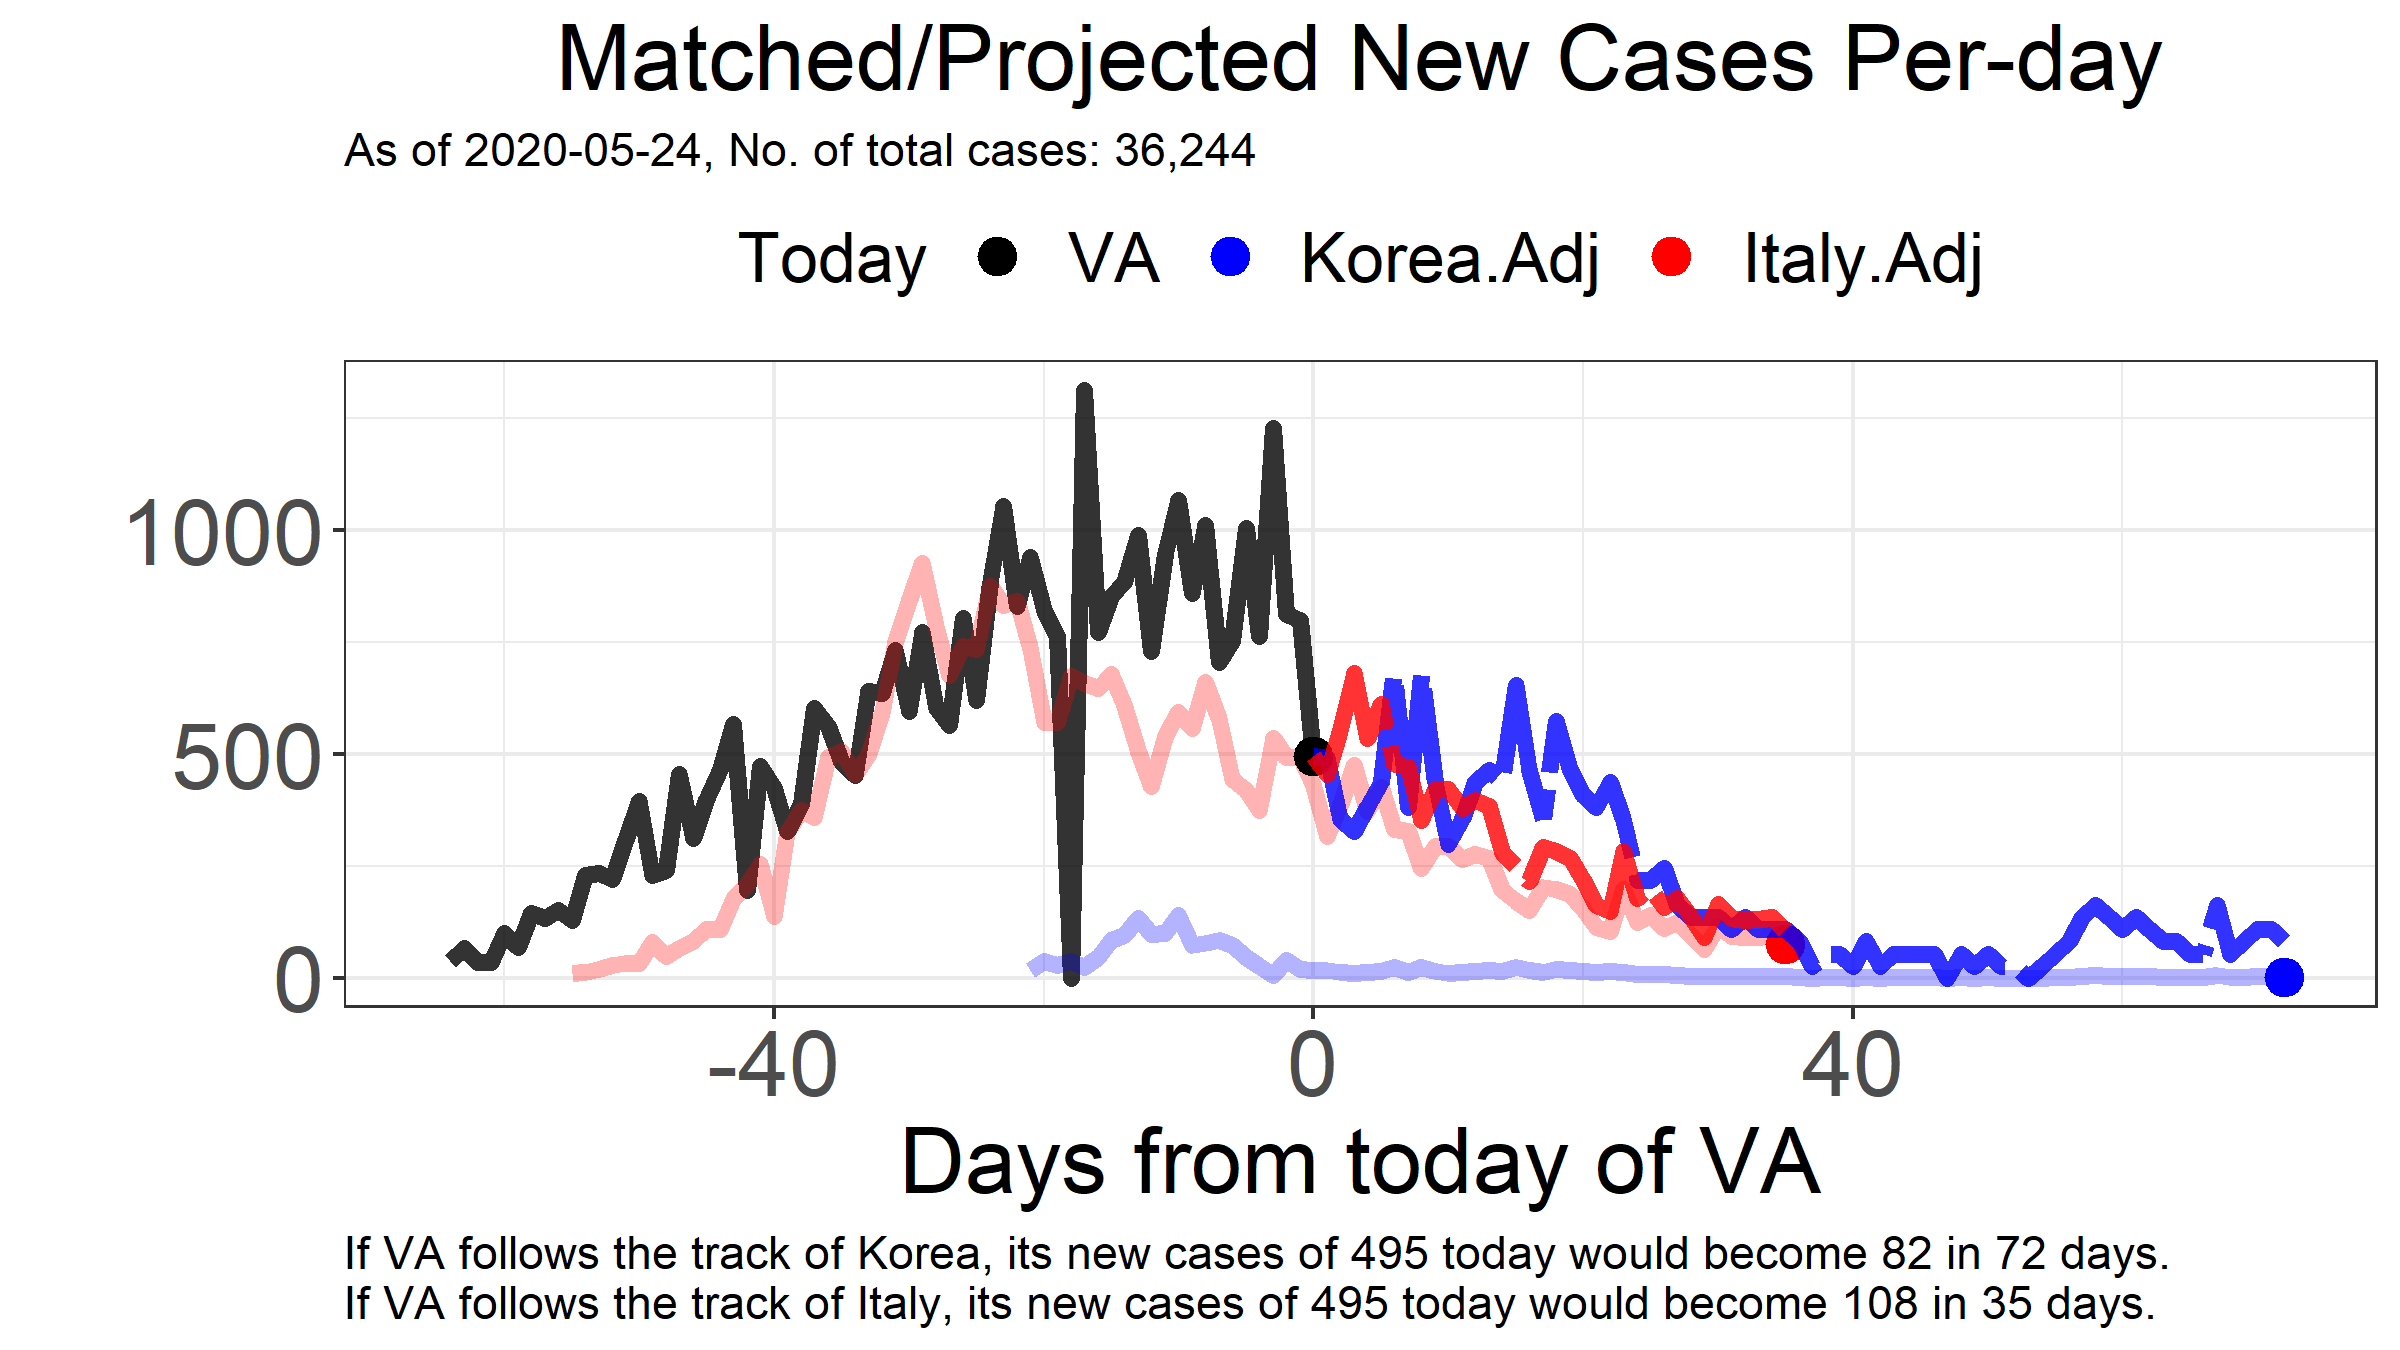 Matched/Projected New Cases Per-day
As of 2020-05-24, No. of total cases: 36,244
Today VA Korea.Adj Italy.Adj
1000
500
0
-40 0 40
Days from today of VA
If VA follows the track of Korea, its new cases of 495 today would become 82 in 72 days.
If VA follows the track of Italy, its new cases of 495 today would become 108 in 35 days.